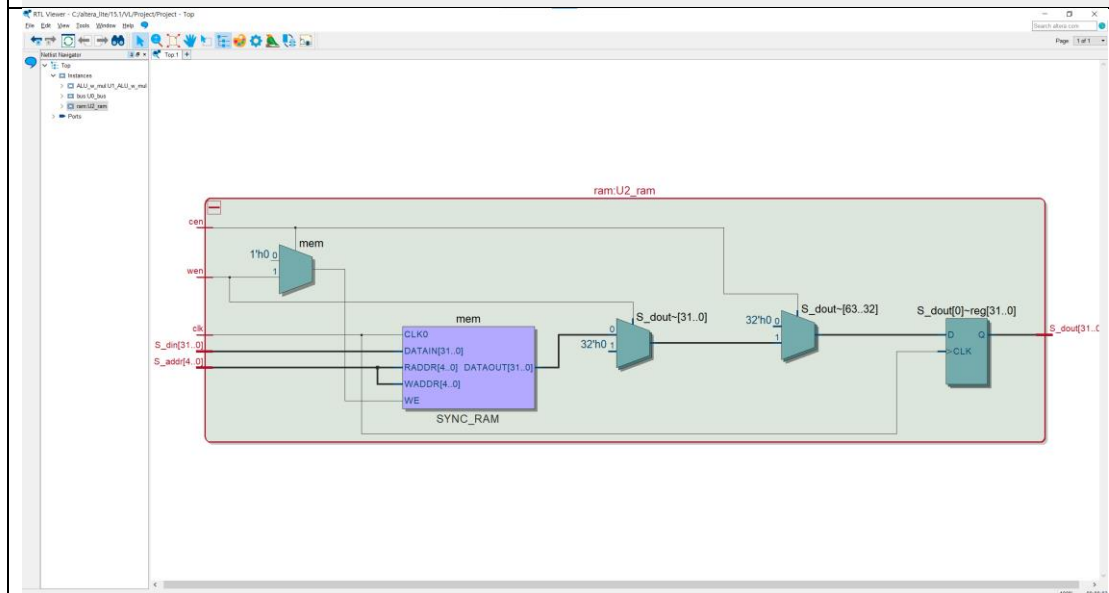 RTL Viewer - C:/altera_lite/15.1/VL/Project/Project - Top
File Edit View Tools Window Help
Search altera.com
Page 1 of 1
Netlist Navigator
Top:1
Top
Instances
ALU_w_mul:U1_ALU_w_mul
bus:U0_bus
ram:U2_ram
Ports
ram:U2_ram
cen
mem
1'h0 0
1
wen
S_dout~[31..0]
0
32'h0 1
S_dout~[63..32]
32'h0 0
1
S_dout[0]~reg[31..0]
D Q
CLK
S_dout[31..0]
clk
S_din[31..0]
S_addr[4..0]
mem
CLK0
DATAIN[31..0]
RADDR[4..0] DATAOUT[31..0]
WADDR[4..0]
WE
SYNC_RAM